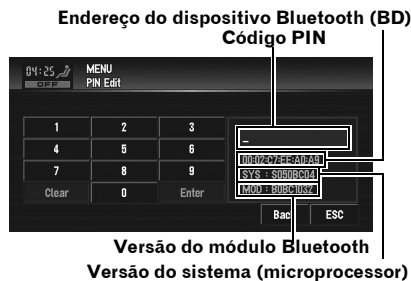 Endereço do dispositivo Bluetooth (BD)
Código PIN
04:25
OFF
MENU
PIN Edit
1 2 3
4 5 6
7 8 9
Clear 0 Enter
_
00:02:C7:EE:A0:A9
SYS : S050BC04
MOD : B0BC1032
Back ESC
Versão do módulo Bluetooth
Versão do sistema (microprocessor)